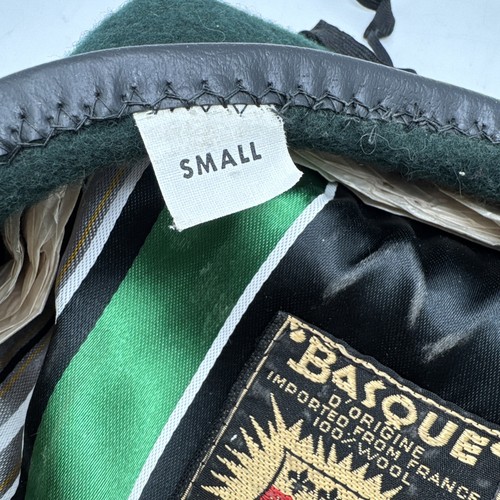 SMALL
BASQUE
D'ORIGINE
IMPORTED FROM FRANCE
100% WOOL